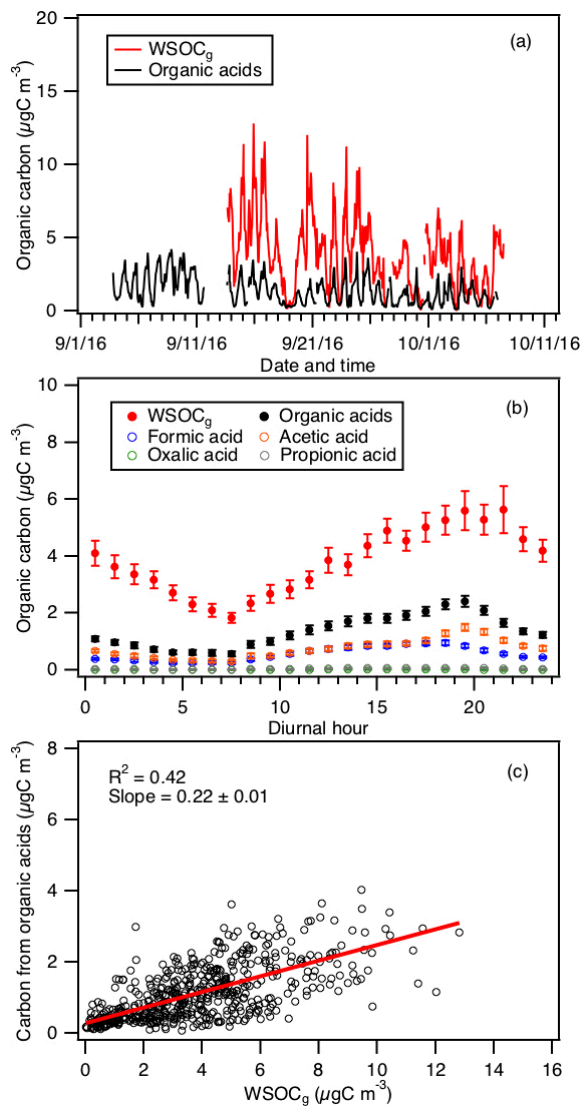 20
15
10
5
0
Organic carbon (µgC m-3)
WSOCg
Organic acids
(a)
9/1/16
9/11/16
9/21/16
10/1/16
10/11/16
Date and time
10
8
6
4
2
0
Organic carbon (µgC m-3)
WSOCg
Organic acids
Formic acid
Acetic acid
Oxalic acid
Propionic acid
(b)
0
5
10
15
20
Diurnal hour
8
6
4
2
0
Carbon from organic acids (µgC m-3)
R2 = 0.42
Slope = 0.22 ± 0.01
(c)
0
2
4
6
8
10
12
14
16
WSOCg (µgC m-3)